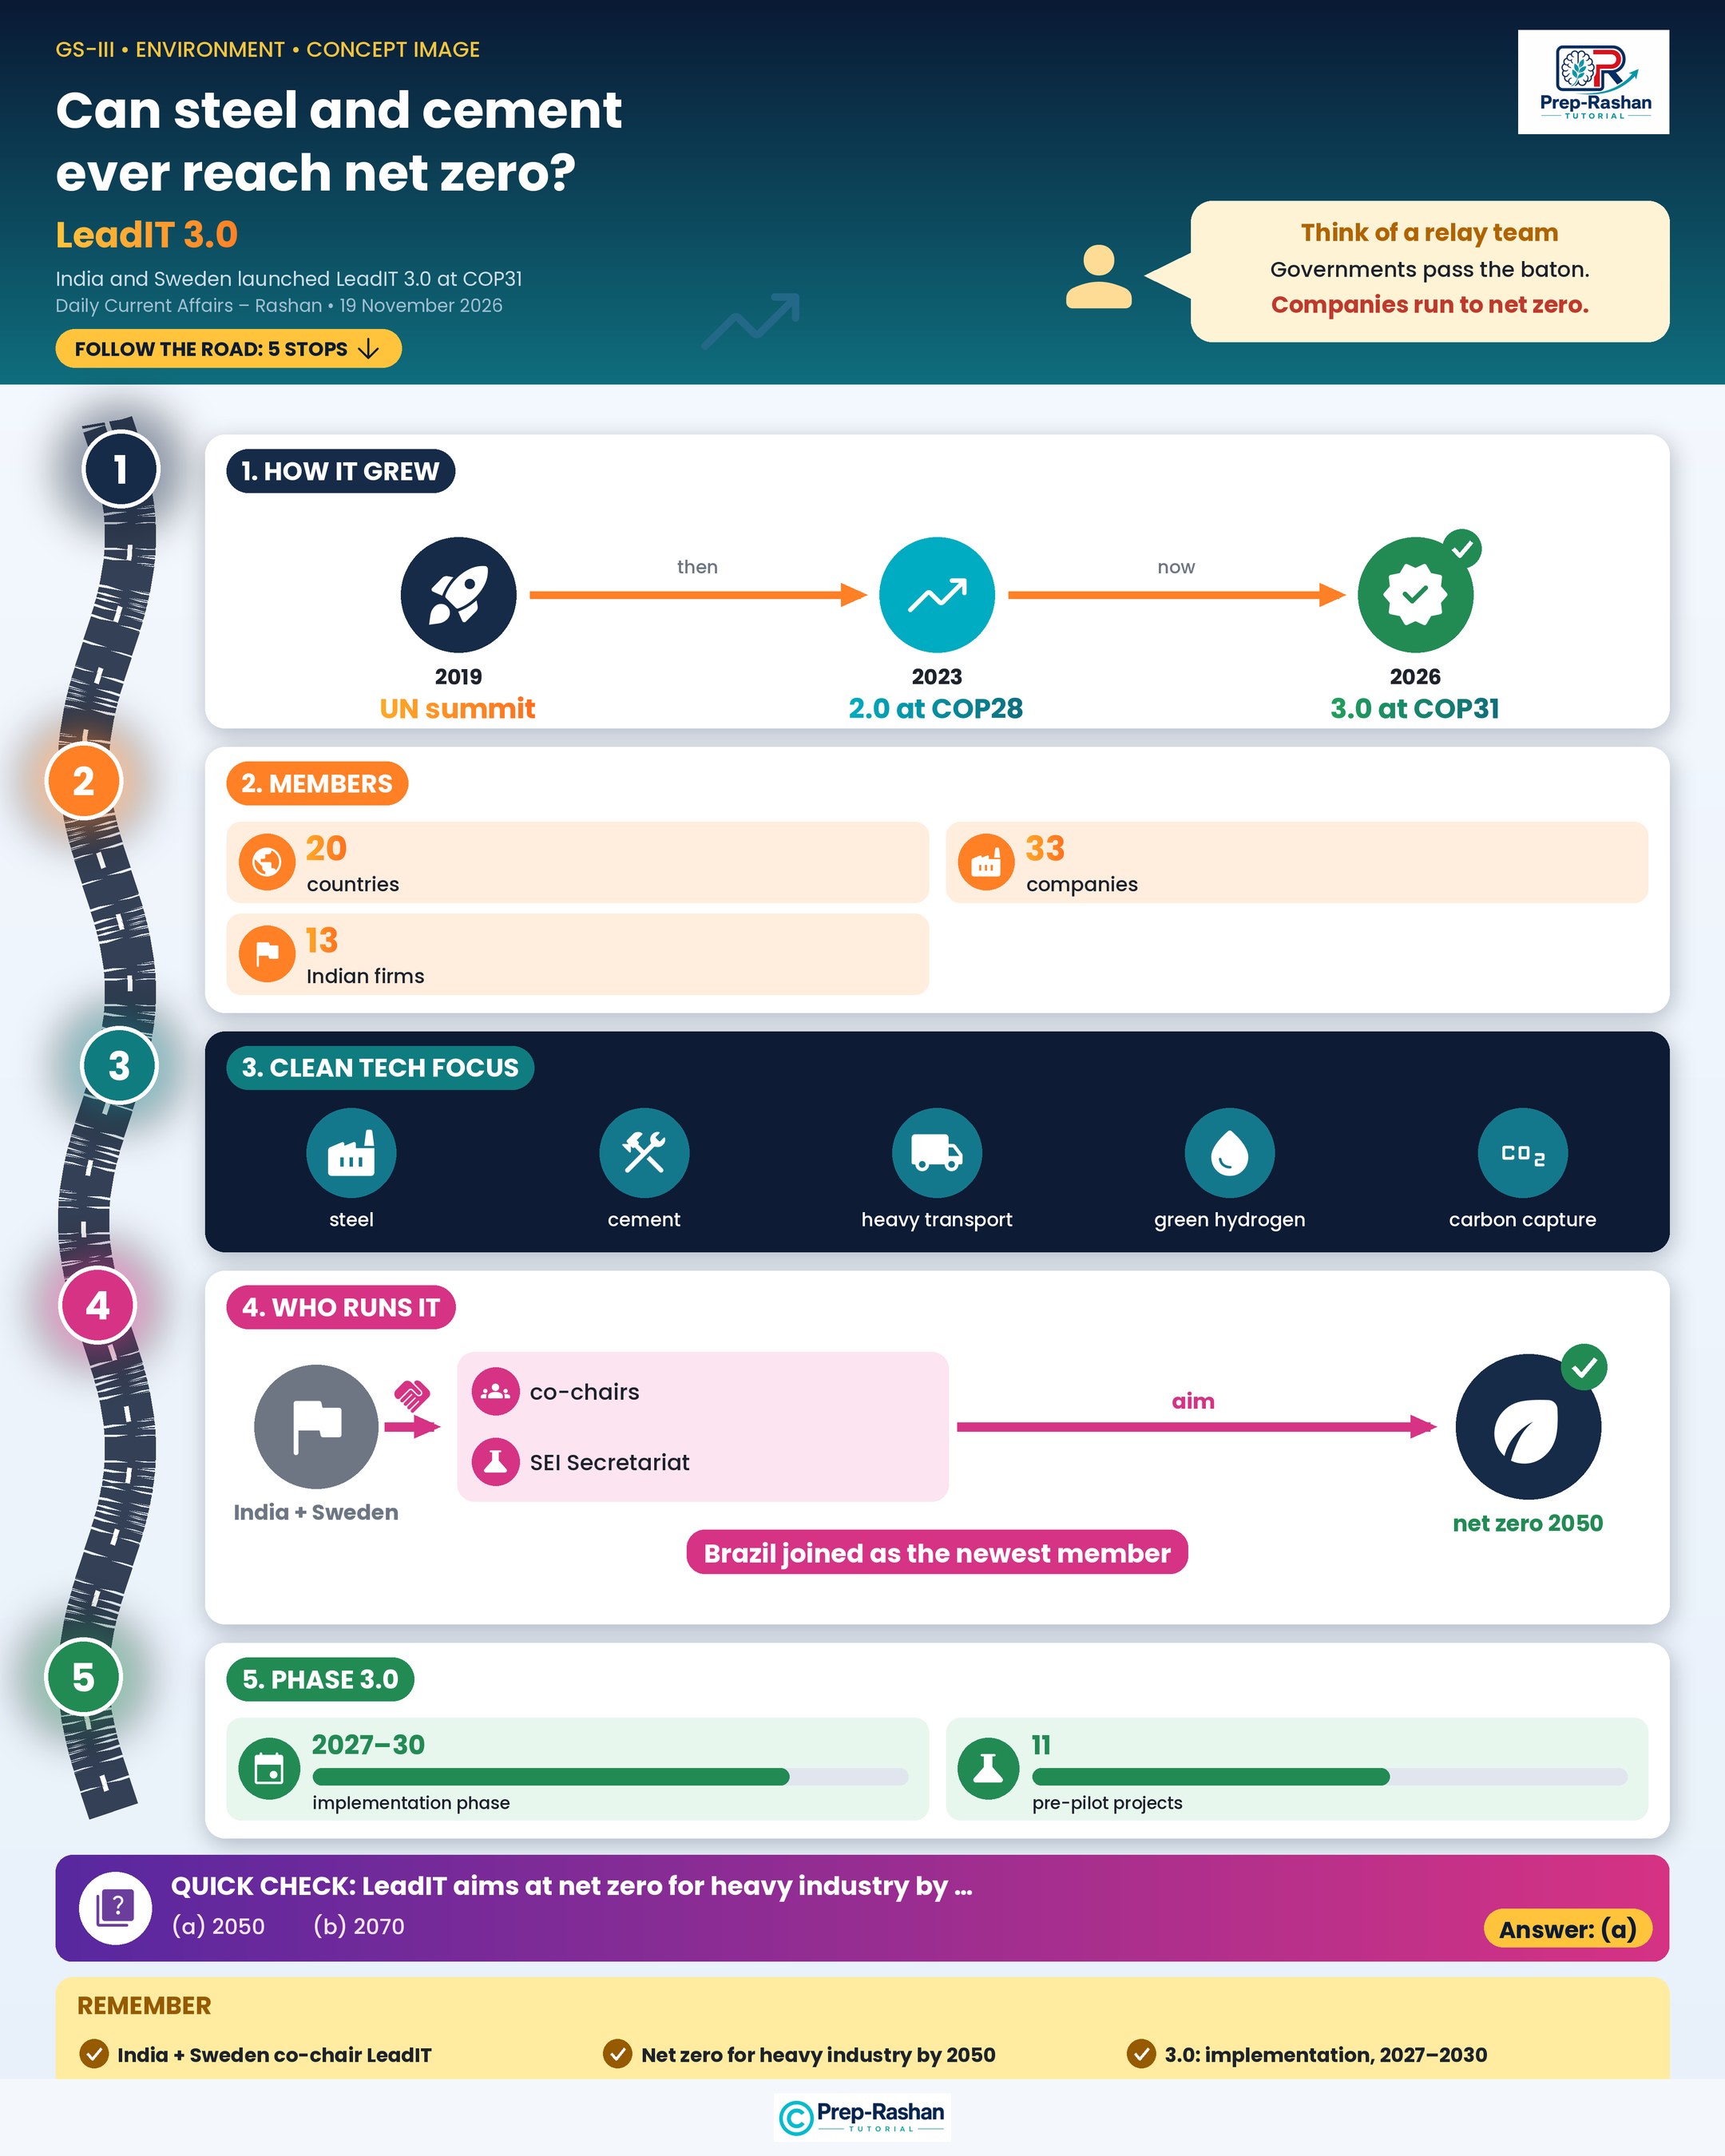 GS-III • ENVIRONMENT • CONCEPT IMAGE
Can steel and cement
ever reach net zero?
LeadIT 3.0
India and Sweden launched LeadIT 3.0 at COP31
Daily Current Affairs – Rashan • 19 November 2026
FOLLOW THE ROAD: 5 STOPS
Prep-Rashan
TUTORIAL
Think of a relay team
Governments pass the baton.
Companies run to net zero.
1
1. HOW IT GREW
then
now
2019
UN summit
2023
2.0 at COP28
2026
3.0 at COP31
2
2. MEMBERS
20
countries
33
companies
13
Indian firms
3
3. CLEAN TECH FOCUS
CO2
steel
cement
heavy transport
green hydrogen
carbon capture
4
4. WHO RUNS IT
co-chairs
SEI Secretariat
aim
India + Sweden
net zero 2050
Brazil joined as the newest member
5
5. PHASE 3.0
2027–30
implementation phase
11
pre-pilot projects
?
QUICK CHECK: LeadIT aims at net zero for heavy industry by ...
(a) 2050 (b) 2070
Answer: (a)
REMEMBER
India + Sweden co-chair LeadIT
Net zero for heavy industry by 2050
3.0: implementation, 2027–2030
© Prep-Rashan
TUTORIAL